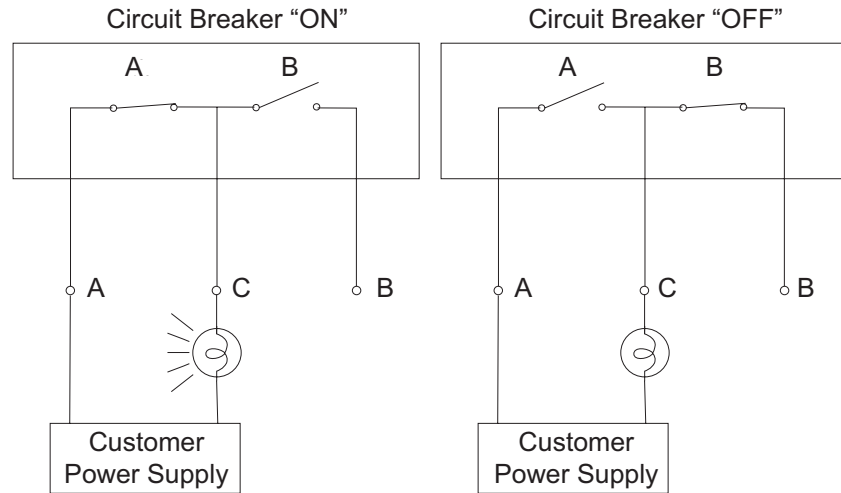 Circuit Breaker “ON”
A
B
A
C
B
Customer
Power Supply
Circuit Breaker “OFF”
A
B
A
C
B
Customer
Power Supply